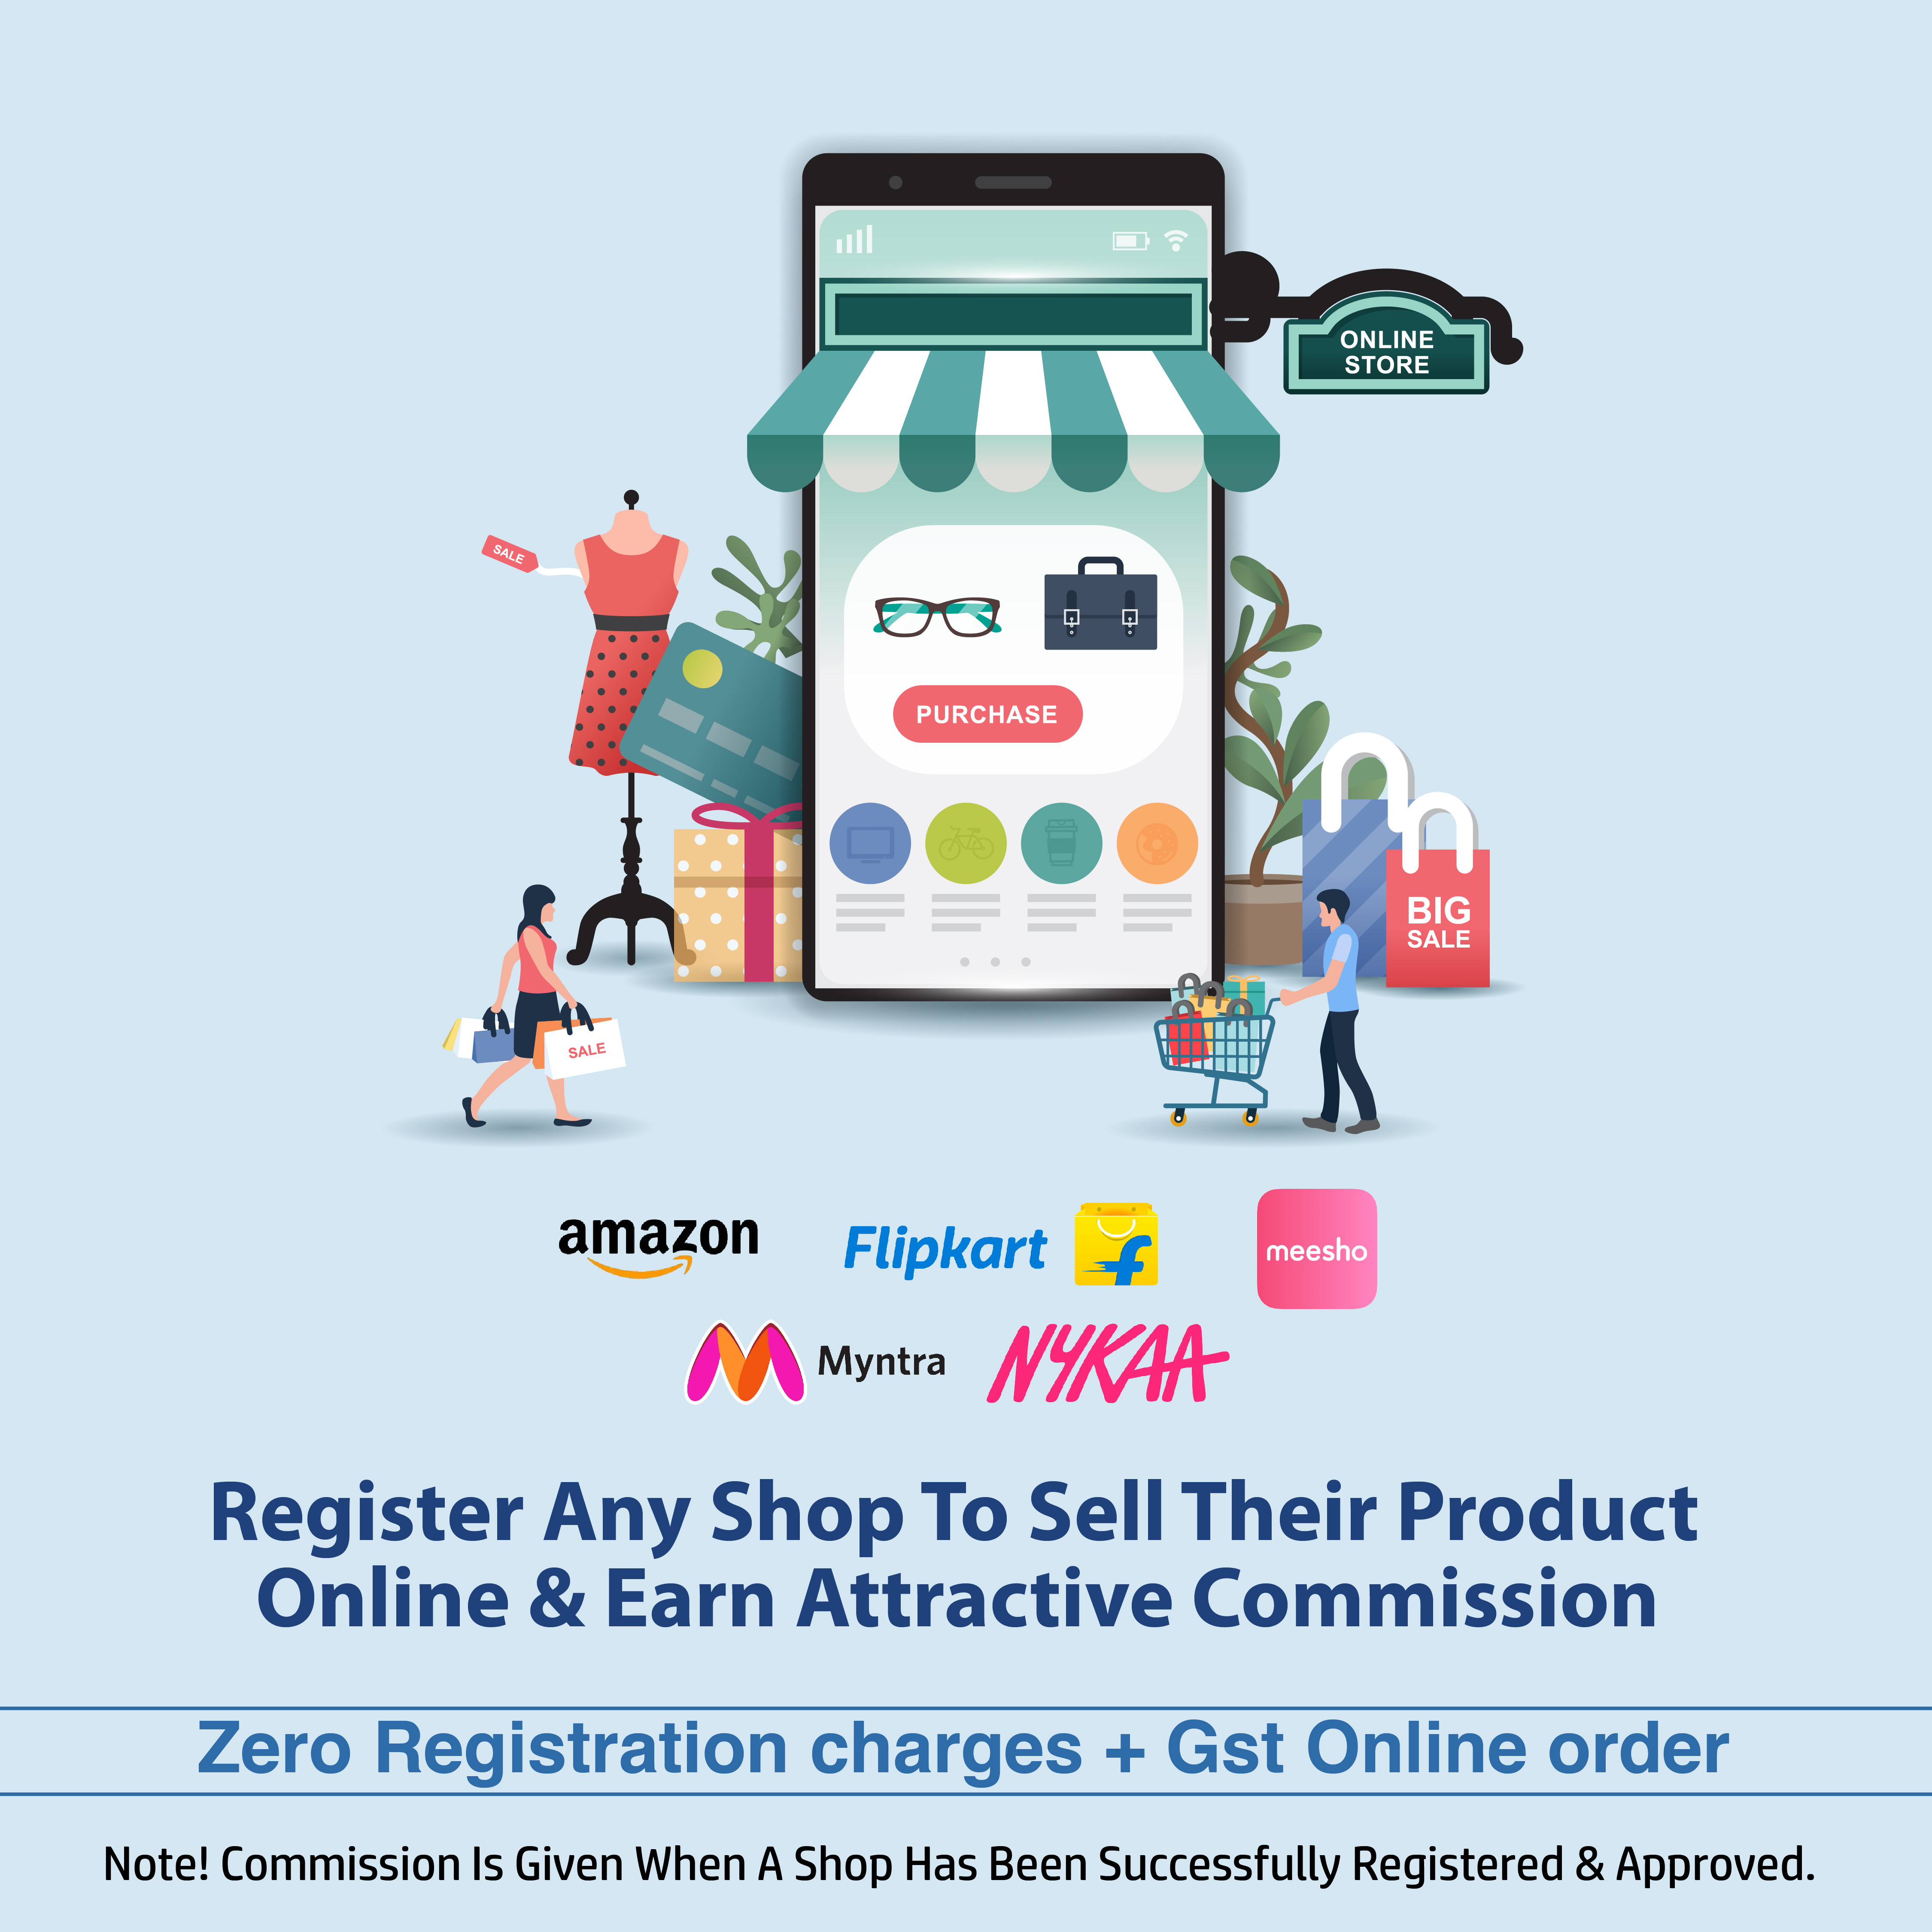 ONLINE
STORE
SALE
PURCHASE
BIG
SALE
SALE
amazon
Flipkart
f
meesho
Myntra
NYKAA
Register Any Shop To Sell Their Product
Online & Earn Attractive Commission
Zero Registration charges + Gst Online order
Note! Commission Is Given When A Shop Has Been Successfully Registered & Approved.